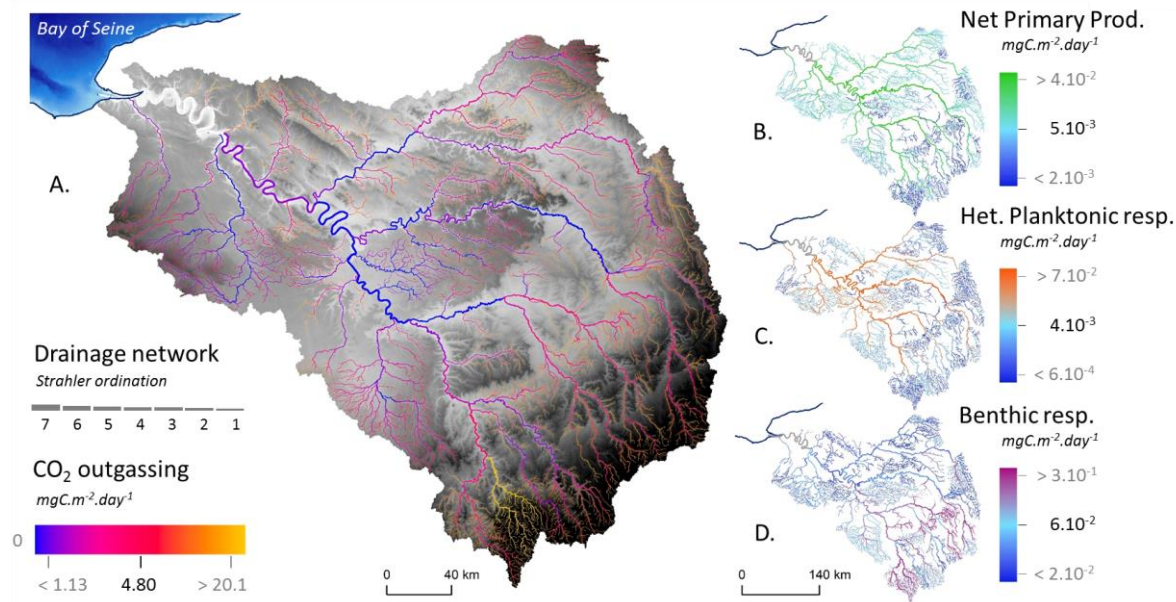 Bay of Seine
A.
Drainage network
Strahler ordination
7 6 5 4 3 2 1
CO₂ outgassing
mgC.m⁻².day⁻¹
0
< 1.13 4.80 > 20.1
0 40 km
Net Primary Prod.
mgC.m⁻².day⁻¹
> 4.10⁻²
5.10⁻³
< 2.10⁻³
B.
Het. Planktonic resp.
mgC.m⁻².day⁻¹
> 7.10⁻²
4.10⁻³
< 6.10⁻⁴
C.
Benthic resp.
mgC.m⁻².day⁻¹
> 3.10⁻¹
6.10⁻²
< 2.10⁻²
D.
0 140 km